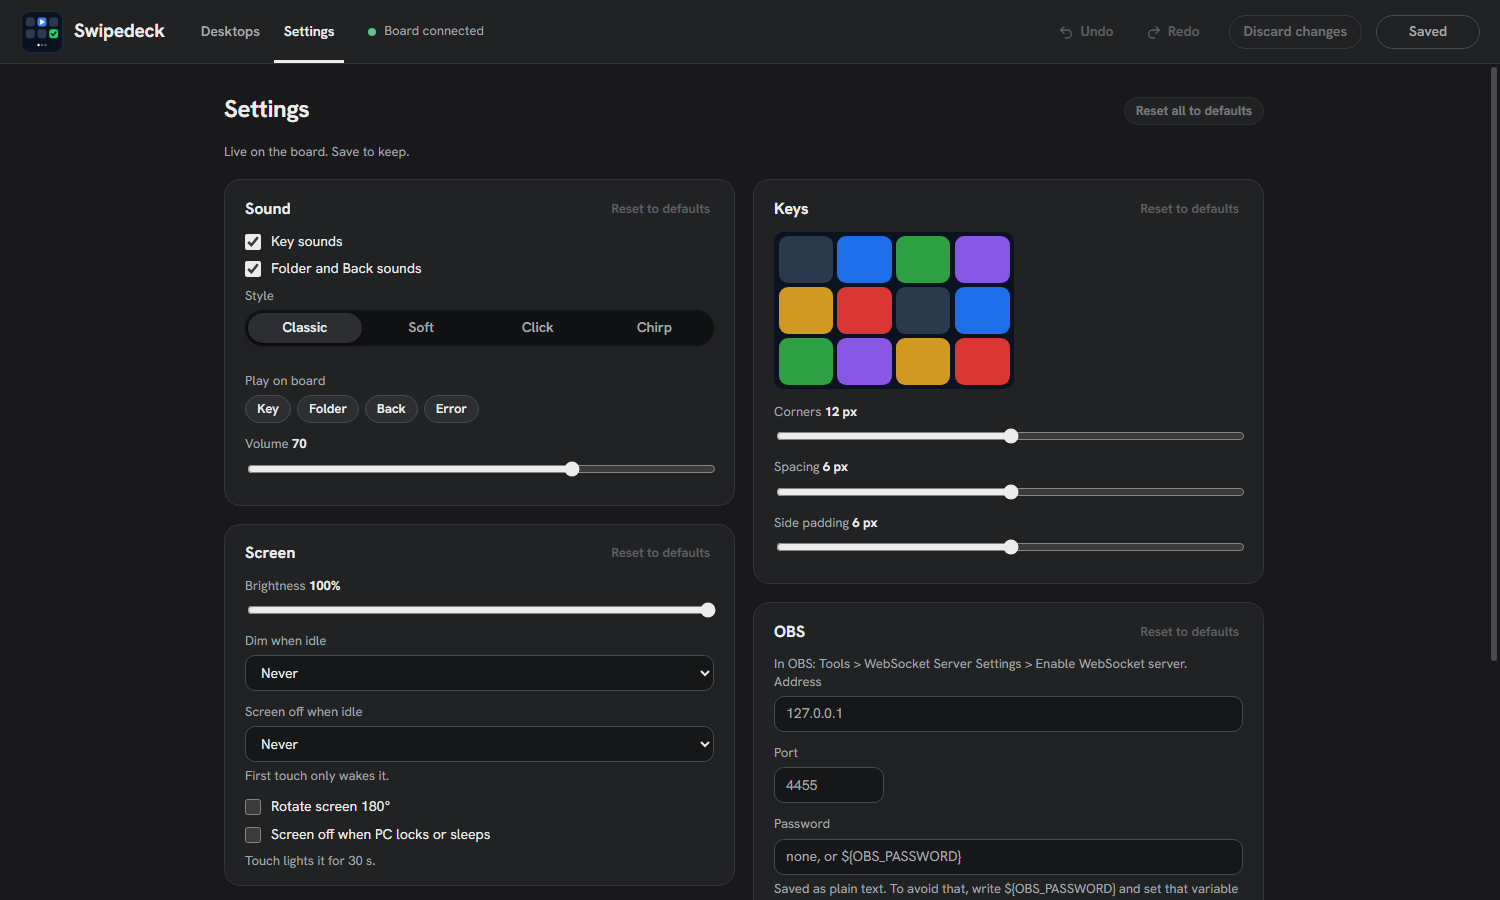 Swipedeck
Desktops
Settings
Board connected
Undo
Redo
Discard changes
Saved
Settings
Reset all to defaults
Live on the board. Save to keep.
Sound
Reset to defaults
Key sounds
Folder and Back sounds
Style
Classic
Soft
Click
Chirp
Play on board
Key
Folder
Back
Error
Volume 70
Screen
Reset to defaults
Brightness 100%
Dim when idle
Never
Screen off when idle
Never
First touch only wakes it.
Rotate screen 180°
Screen off when PC locks or sleeps
Touch lights it for 30 s.
Keys
Reset to defaults
Corners 12 px
Spacing 6 px
Side padding 6 px
OBS
Reset to defaults
In OBS: Tools > WebSocket Server Settings > Enable WebSocket server.
Address
127.0.0.1
Port
4455
Password
none, or ${OBS_PASSWORD}
Saved as plain text. To avoid that, write ${OBS_PASSWORD} and set that variable